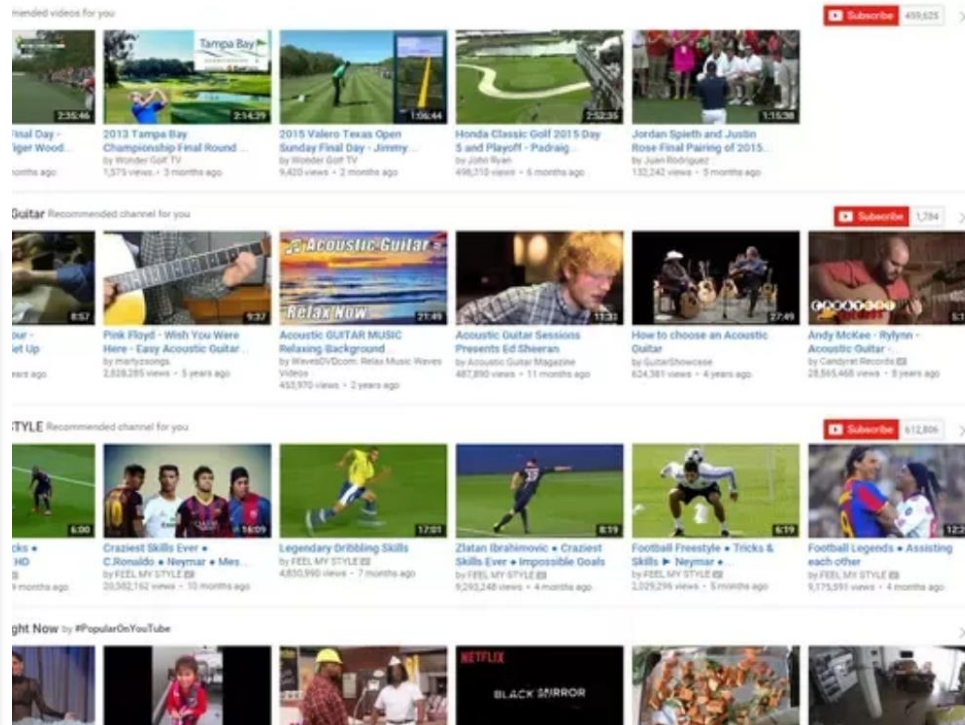 mended videos for you
Subscribe 459,625
Tampa Bay
2:35:46
2:14:39
1:06:44
2:52:35
1:15:38
Final Day -
Tiger Wood...
months ago
2013 Tampa Bay
Championship Final Round ...
by Wonder Golf TV
1,575 views • 3 months ago
2015 Valero Texas Open
Sunday Final Day - Jimmy...
by Wonder Golf TV
9,420 views • 2 months ago
Honda Classic Golf 2015 Day
5 and Playoff - Padraig...
by John Ryan
498,110 views • 6 months ago
Jordan Spieth and Justin
Rose Final Pairing of 2015...
by Juan Rodriguez
132,242 views • 5 months ago
Guitar Recommended channel for you
Subscribe 1,784
Acoustic Guitar
Relax Now
8:57
9:37
21:49
11:31
27:49
our -
Set Up
years ago
Pink Floyd - Wish You Were
Here - Easy Acoustic Guitar...
by martyzsongs
2,628,285 views • 5 years ago
Acoustic GUITAR MUSIC
Relaxing Background
by WavesDVDcom: Relax Music Waves
Videos
453,970 views • 2 years ago
Acoustic Guitar Sessions
Presents Ed Sheeran
by Acoustic Guitar Magazine
487,890 views • 11 months ago
How to choose an Acoustic
Guitar
by GuitarShowcase
624,381 views • 4 years ago
CANDYRAT
Andy McKee - Rylynn -
Acoustic Guitar -...
by Candyrat Records
28,565,468 views • 8 years ago
STYLE Recommended channel for you
Subscribe 612,806
6:00
16:09
17:01
8:19
6:19
12:2
cks •
HD
9 months ago
Craziest Skills Ever •
C.Ronaldo • Neymar • Mes...
by FEEL MY STYLE
20,582,162 views • 10 months ago
Legendary Dribbling Skills
by FEEL MY STYLE
4,830,990 views • 7 months ago
Zlatan Ibrahimovic • Craziest
Skills Ever • Impossible Goals
by FEEL MY STYLE
9,290,248 views • 4 months ago
Football Freestyle • Tricks &
Skills ► Neymar •...
by FEEL MY STYLE
2,029,296 views • 5 months ago
Football Legends • Assisting
each other
by FEEL MY STYLE
9,175,591 views • 4 months ago
ght Now by #PopularOnYouTube
NETFLIX
BLACK MIRROR